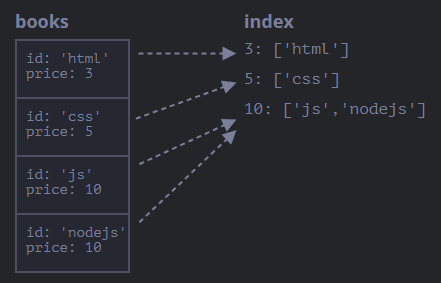 books
id: 'html'
price: 3
id: 'css'
price: 5
id: 'js'
price: 10
id: 'nodejs'
price: 10
index
3: ['html']
5: ['css']
10: ['js','nodejs']